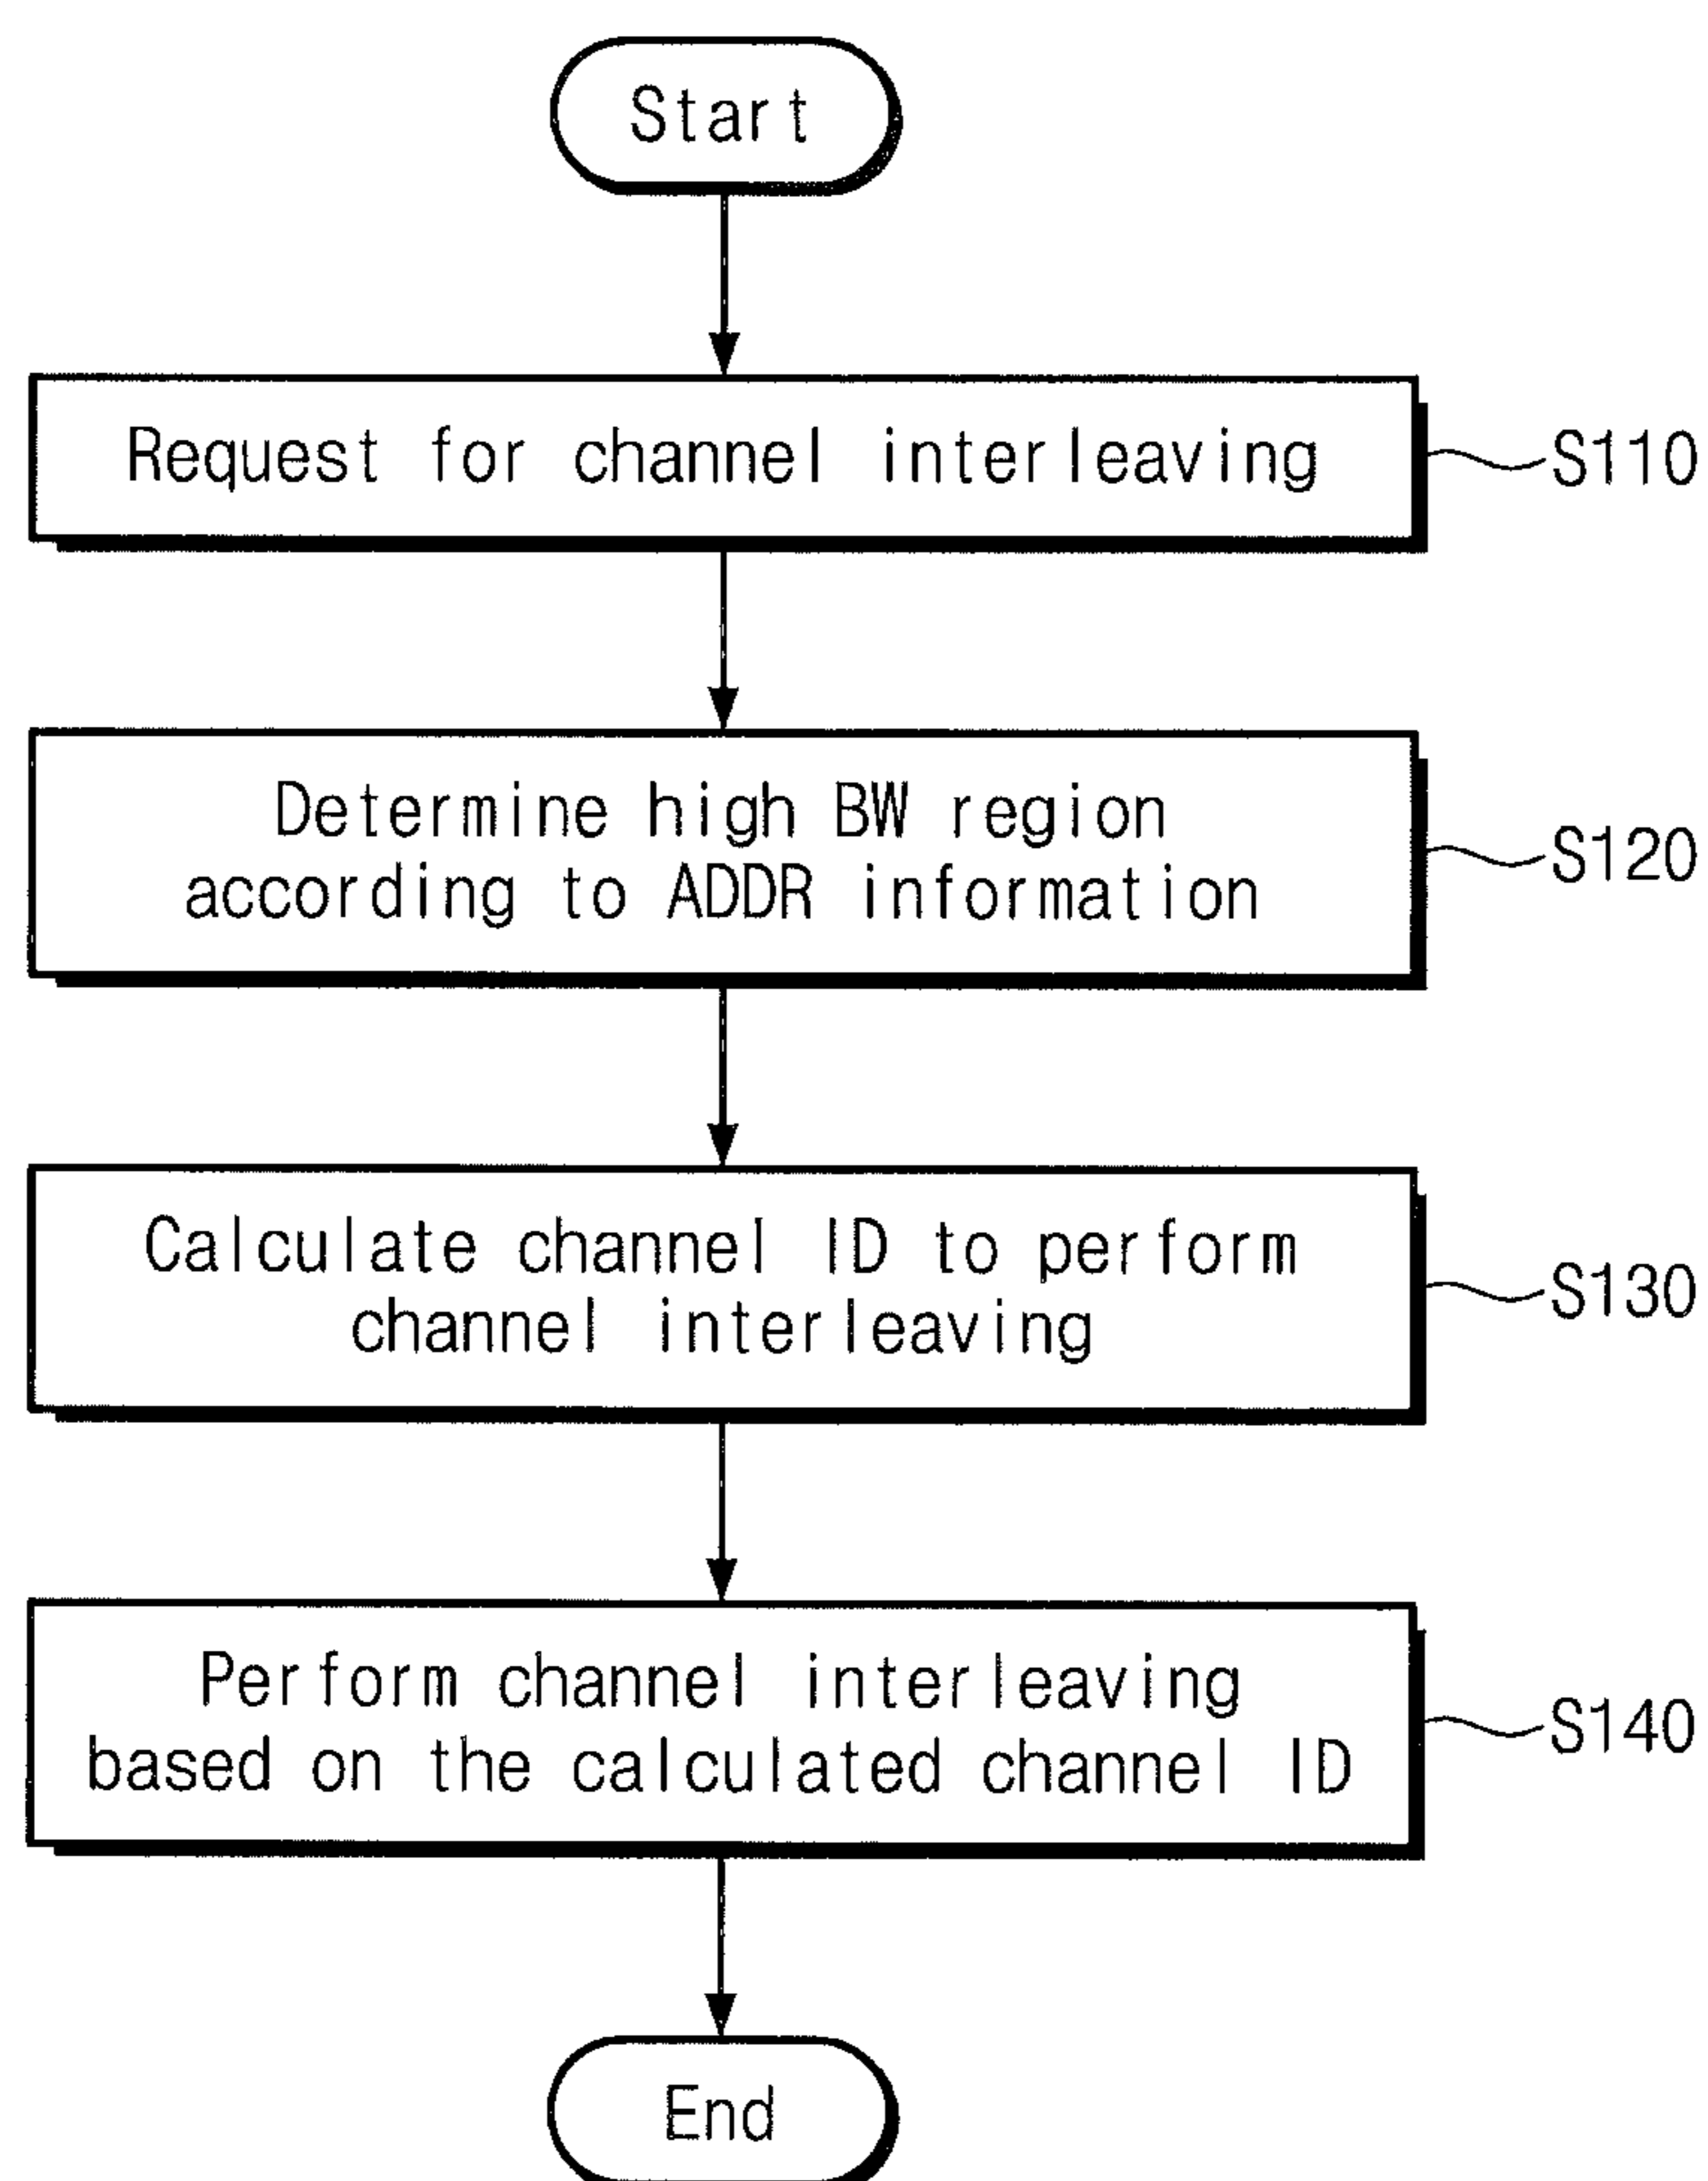 Start
Request for channel interleaving
S110
Determine high BW region
according to ADDR information
S120
Calculate channel ID to perform
channel interleaving
S130
Perform channel interleaving
based on the calculated channel ID
S140
End